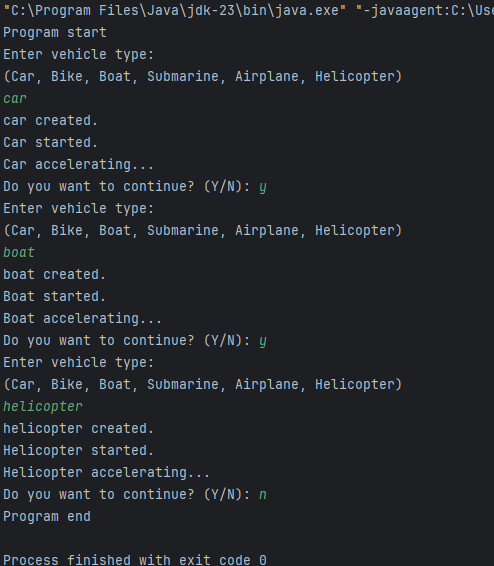 "C:\Program Files\Java\jdk-23\bin\java.exe" "-javaagent:C:\Use
Program start
Enter vehicle type:
(Car, Bike, Boat, Submarine, Airplane, Helicopter)
car
car created.
Car started.
Car accelerating...
Do you want to continue? (Y/N): y
Enter vehicle type:
(Car, Bike, Boat, Submarine, Airplane, Helicopter)
boat
boat created.
Boat started.
Boat accelerating...
Do you want to continue? (Y/N): y
Enter vehicle type:
(Car, Bike, Boat, Submarine, Airplane, Helicopter)
helicopter
helicopter created.
Helicopter started.
Helicopter accelerating...
Do you want to continue? (Y/N): n
Program end
Process finished with exit code 0